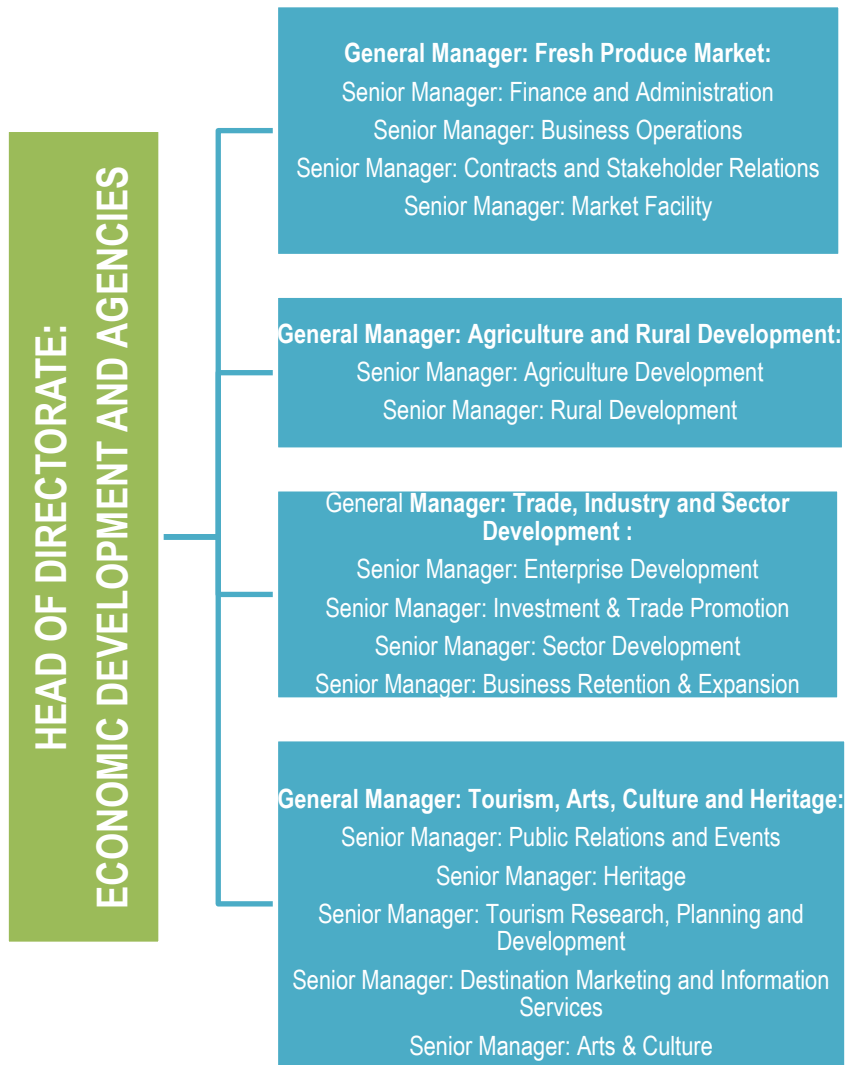 HEAD OF DIRECTORATE:
ECONOMIC DEVELOPMENT AND AGENCIES
General Manager: Fresh Produce Market:
Senior Manager: Finance and Administration
Senior Manager: Business Operations
Senior Manager: Contracts and Stakeholder Relations
Senior Manager: Market Facility
General Manager: Agriculture and Rural Development:
Senior Manager: Agriculture Development
Senior Manager: Rural Development
General Manager: Trade, Industry and Sector
Development :
Senior Manager: Enterprise Development
Senior Manager: Investment & Trade Promotion
Senior Manager: Sector Development
Senior Manager: Business Retention & Expansion
General Manager: Tourism, Arts, Culture and Heritage:
Senior Manager: Public Relations and Events
Senior Manager: Heritage
Senior Manager: Tourism Research, Planning and
Development
Senior Manager: Destination Marketing and Information
Services
Senior Manager: Arts & Culture